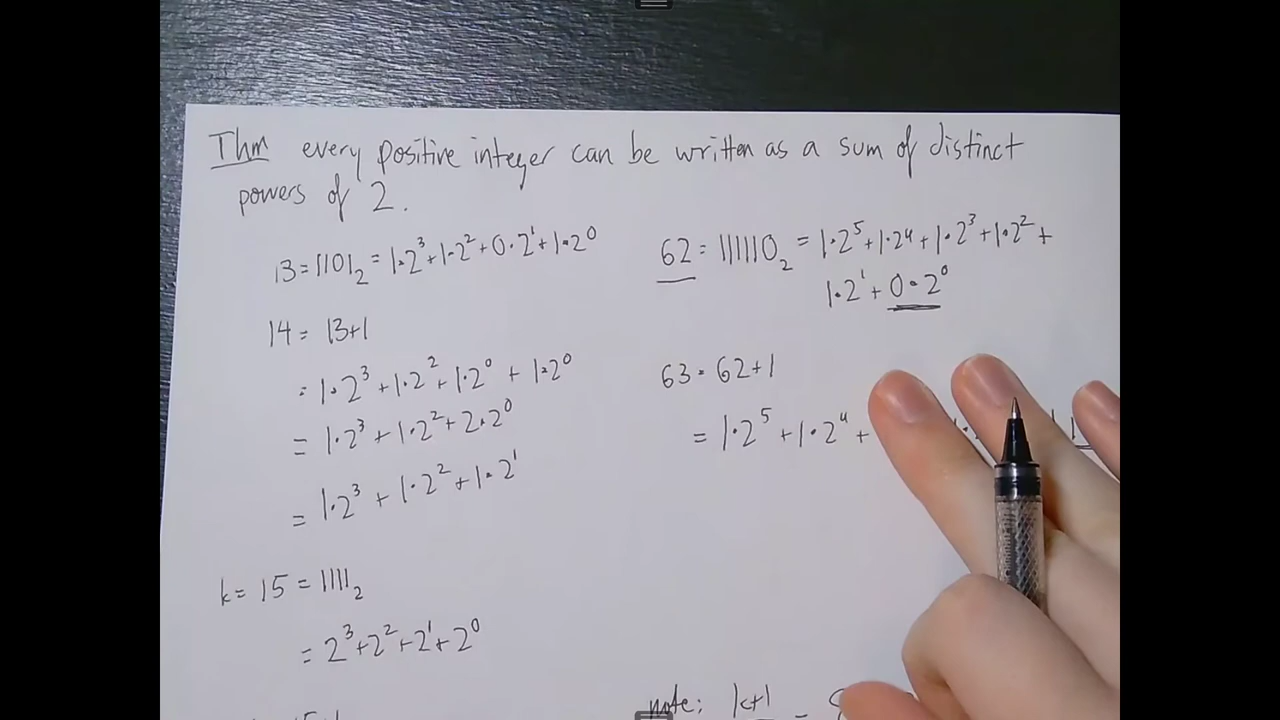 Thm every positive integer can be written as a sum of distinct
powers of 2.
13 = 1101₂ = 1·2³ + 1·2² + 0·2¹ + 1·2⁰
14 = 13+1
= 1·2³ + 1·2² + 1·2⁰ + 1·2⁰
= 1·2³ + 1·2² + 2·2⁰
= 1·2³ + 1·2² + 1·2¹
k = 15 = 1111₂
= 2³ + 2² + 2¹ + 2⁰
62 = 111110₂ = 1·2⁵ + 1·2⁴ + 1·2³ + 1·2² +
1·2¹ + 0·2⁰
63 = 62+1
= 1·2⁵ + 1·2⁴ +
note: k+1